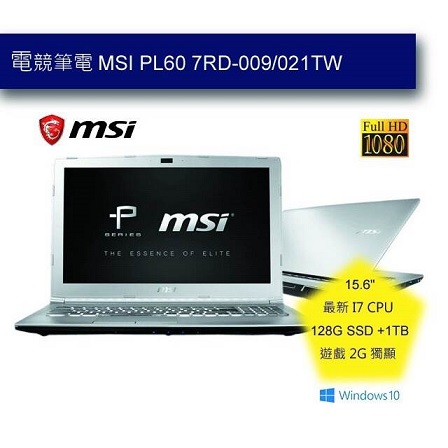 電競筆電 MSI PL60 7RD-009/021TW
msi
Full HD
1080
P
SERIES
msi
THE ESSENCE OF ELITE
msi
15.6"
最新 I7 CPU
128G SSD +1TB
遊戲 2G 獨顯
Windows10